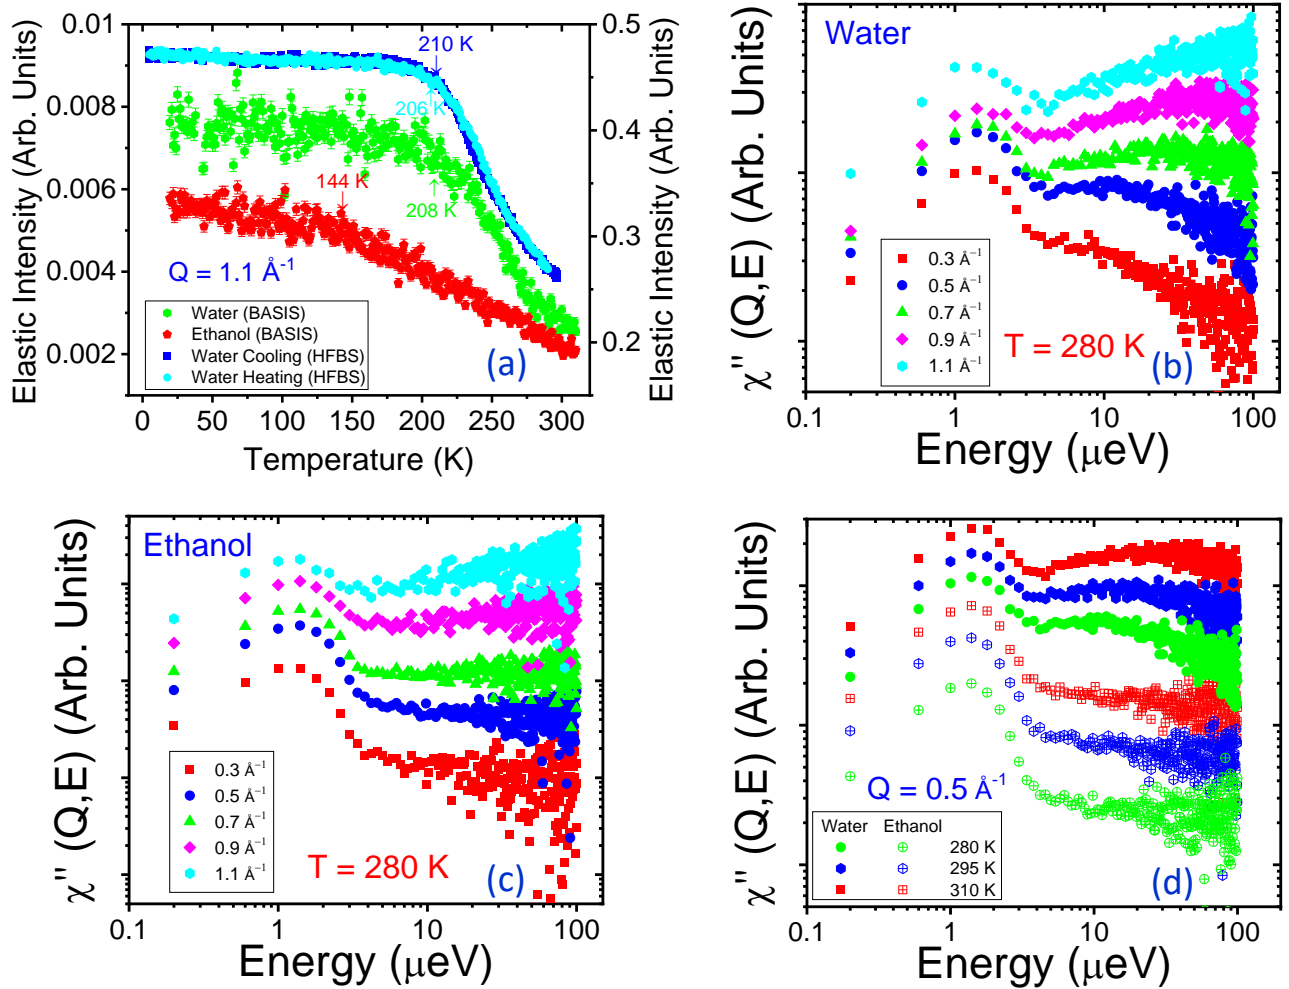 0.01
0.008
0.006
0.004
0.002
Elastic Intensity (Arb. Units)
0.5
0.4
0.3
0.2
Elastic Intensity (Arb. Units)
210 K
206 K
144 K
208 K
Q = 1.1 Å⁻¹
Water (BASIS)
Ethanol (BASIS)
Water Cooling (HFBS)
Water Heating (HFBS)
(a)
0 50 100 150 200 250 300
Temperature (K)
Water
χ'' (Q,E) (Arb. Units)
0.3 Å⁻¹
0.5 Å⁻¹
0.7 Å⁻¹
0.9 Å⁻¹
1.1 Å⁻¹
T = 280 K
(b)
0.1 1 10 100
Energy (μeV)
Ethanol
χ'' (Q,E) (Arb. Units)
0.3 Å⁻¹
0.5 Å⁻¹
0.7 Å⁻¹
0.9 Å⁻¹
1.1 Å⁻¹
T = 280 K
(c)
0.1 1 10 100
Energy (μeV)
χ'' (Q,E) (Arb. Units)
Q = 0.5 Å⁻¹
Water Ethanol
280 K
295 K
310 K
(d)
0.1 1 10 100
Energy (μeV)